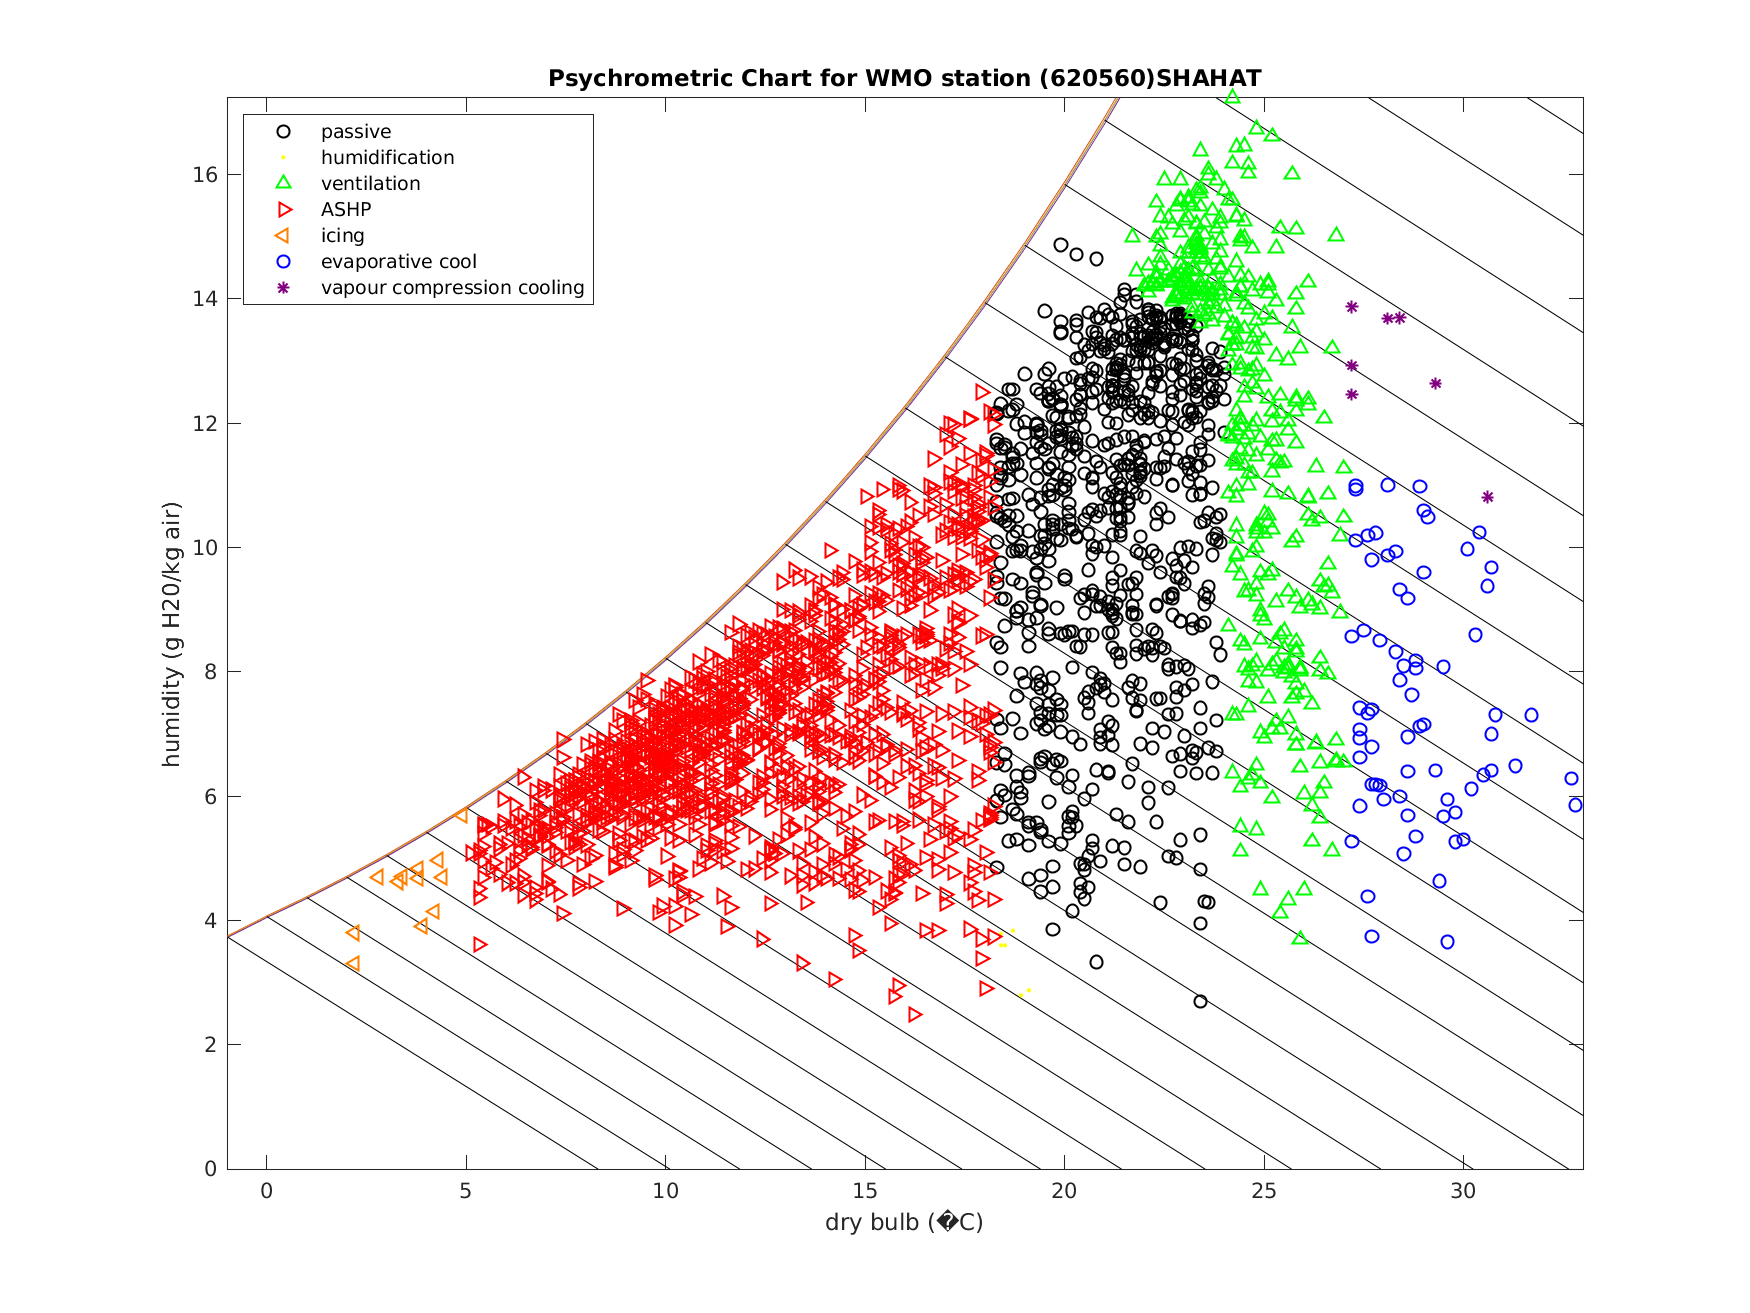 Psychrometric Chart for WMO station (620560)SHAHAT
passive
humidification
ventilation
ASHP
icing
evaporative cool
vapour compression cooling
humidity (g H20/kg air)
16
14
12
10
8
6
4
2
0
0 5 10 15 20 25 30
dry bulb (�C)